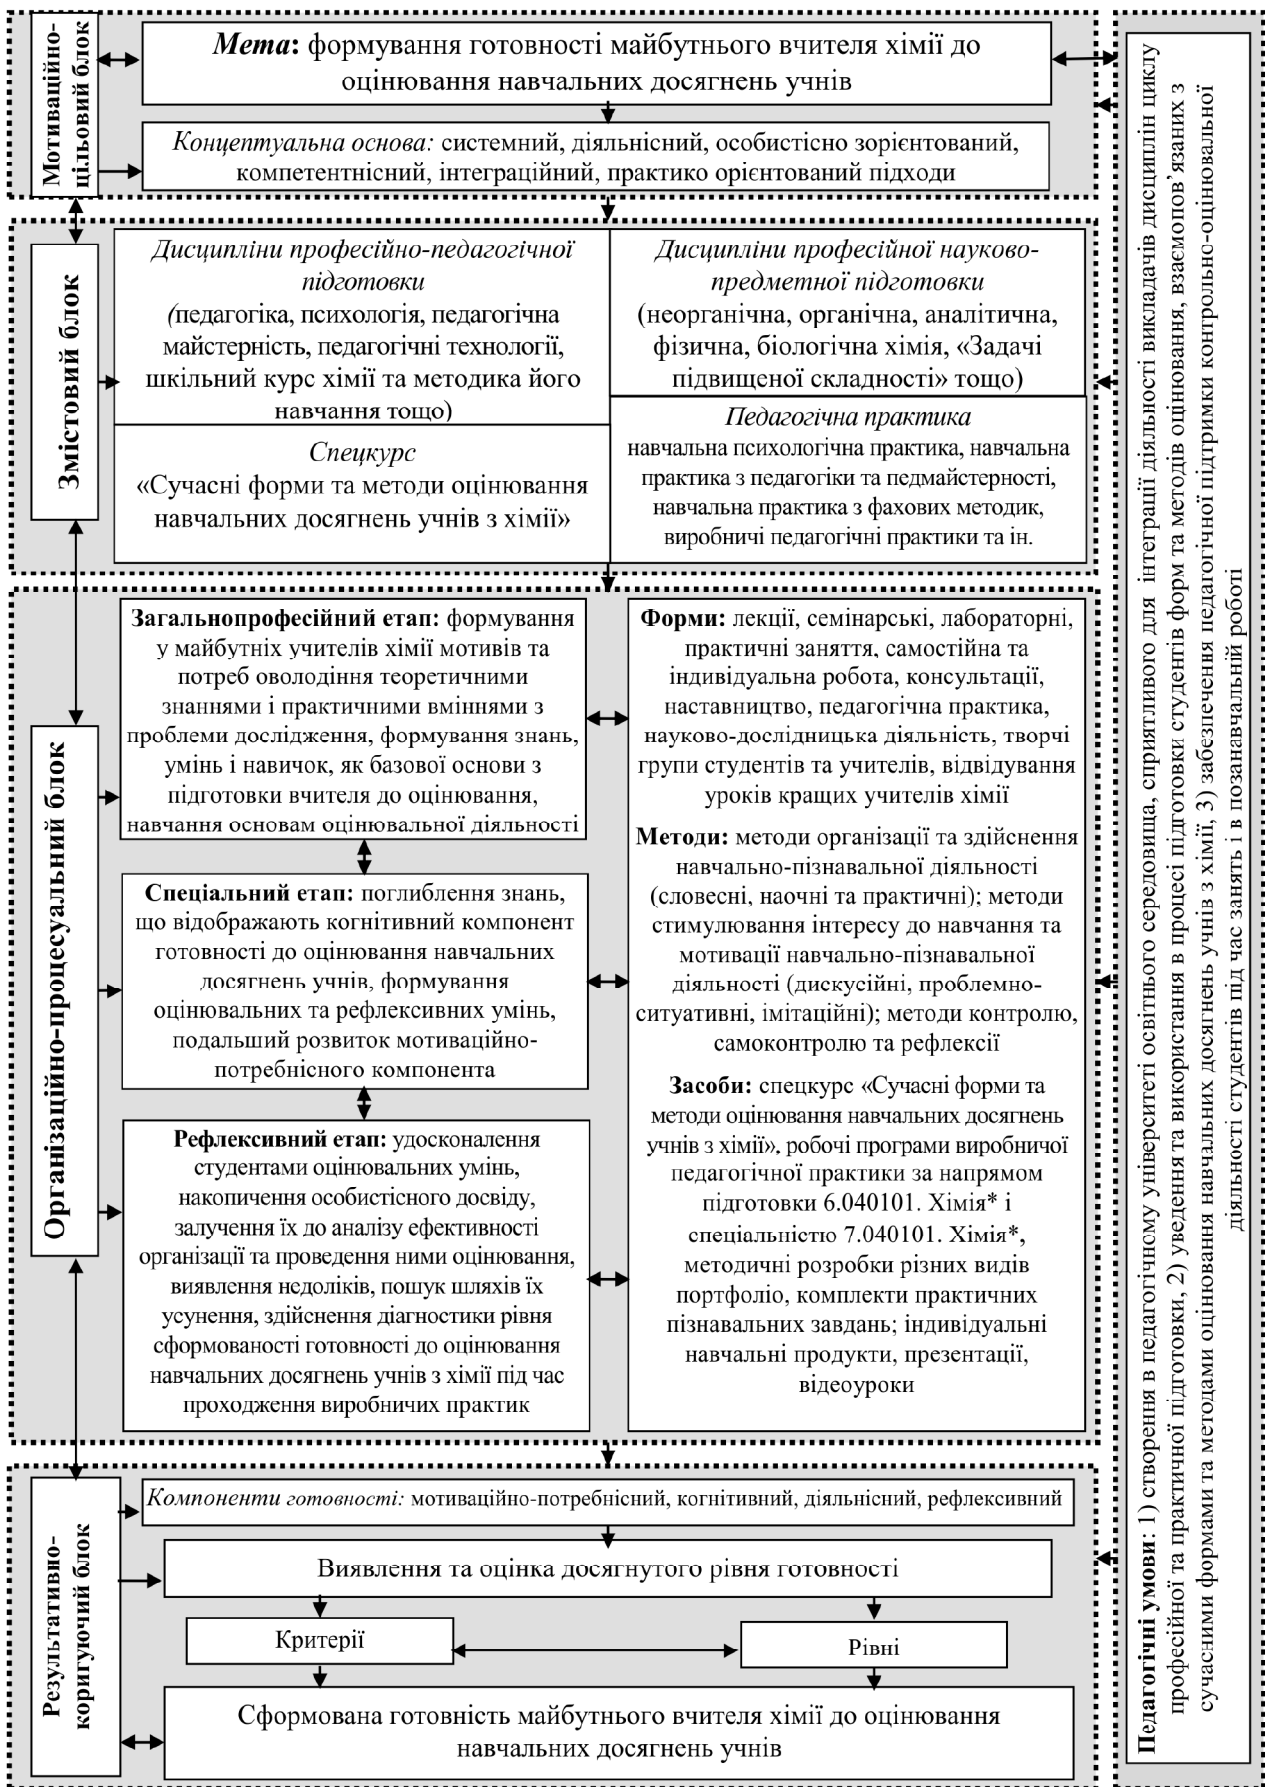 Мотиваційно-
цільовий блок
Мета: формування готовності майбутнього вчителя хімії до
оцінювання навчальних досягнень учнів
Концептуальна основа: системний, діяльнісний, особистісно зорієнтований,
компетентнісний, інтеграційний, практико орієнтований підходи
Змістовий блок
Дисципліни професійно-педагогічної
підготовки
(педагогіка, психологія, педагогічна
майстерність, педагогічні технології,
шкільний курс хімії та методика його
навчання тощо)
Дисципліни професійної науково-
предметної підготовки
(неорганічна, органічна, аналітична,
фізична, біологічна хімія, «Задачі
підвищеної складності» тощо)
Спецкурс
«Сучасні форми та методи оцінювання
навчальних досягнень учнів з хімії»
Педагогічна практика
навчальна психологічна практика, навчальна
практика з педагогіки та педмайстерності,
навчальна практика з фахових методик,
виробничі педагогічні практики та ін.
Організаційно-процесуальний блок
Загальнопрофесійний етап: формування
у майбутніх учителів хімії мотивів та
потреб оволодіння теоретичними
знаннями і практичними вміннями з
проблеми дослідження, формування знань,
умінь і навичок, як базової основи з
підготовки вчителя до оцінювання,
навчання основам оцінювальної діяльності
Спеціальний етап: поглиблення знань,
що відображають когнітивний компонент
готовності до оцінювання навчальних
досягнень учнів, формування
оцінювальних та рефлексивних умінь,
подальший розвиток мотиваційно-
потребнісного компонента
Рефлексивний етап: удосконалення
студентами оцінювальних умінь,
накопичення особистісного досвіду,
залучення їх до аналізу ефективності
організації та проведення ними оцінювання,
виявлення недоліків, пошук шляхів їх
усунення, здійснення діагностики рівня
сформованості готовності до оцінювання
навчальних досягнень учнів з хімії під час
проходження виробничих практик
Форми: лекції, семінарські, лабораторні,
практичні заняття, самостійна та
індивідуальна робота, консультації,
наставництво, педагогічна практика,
науково-дослідницька діяльність, творчі
групи студентів та учителів, відвідування
уроків кращих учителів хімії
Методи: методи організації та здійснення
навчально-пізнавальної діяльності
(словесні, наочні та практичні); методи
стимулювання інтересу до навчання та
мотивації навчально-пізнавальної
діяльності (дискусійні, проблемно-
ситуативні, імітаційні); методи контролю,
самоконтролю та рефлексії
Засоби: спецкурс «Сучасні форми та
методи оцінювання навчальних досягнень
учнів з хімії», робочі програми виробничої
педагогічної практики за напрямом
підготовки 6.040101. Хімія* і
спеціальністю 7.040101. Хімія*,
методичні розробки різних видів
портфоліо, комплекти практичних
пізнавальних завдань; індивідуальні
навчальні продукти, презентації,
відеоуроки
Результативно-
коригуючий блок
Компоненти готовності: мотиваційно-потребнісний, когнітивний, діяльнісний, рефлексивний
Виявлення та оцінка досягнутого рівня готовності
Критерії
Рівні
Сформована готовність майбутнього вчителя хімії до оцінювання
навчальних досягнень учнів
Педагогічні умови: 1) створення в педагогічному університеті освітнього середовища, сприятливого для інтеграції діяльності викладачів дисциплін циклу
професійної та практичної підготовки, 2) уведення та використання в процесі підготовки студентів форм та методів оцінювання, взаємопов'язаних з
сучасними формами та методами оцінювання навчальних досягнень учнів з хімії, 3) забезпечення педагогічної підтримки контрольно-оцінювальної
діяльності студентів під час занять і в позанавчальній роботі